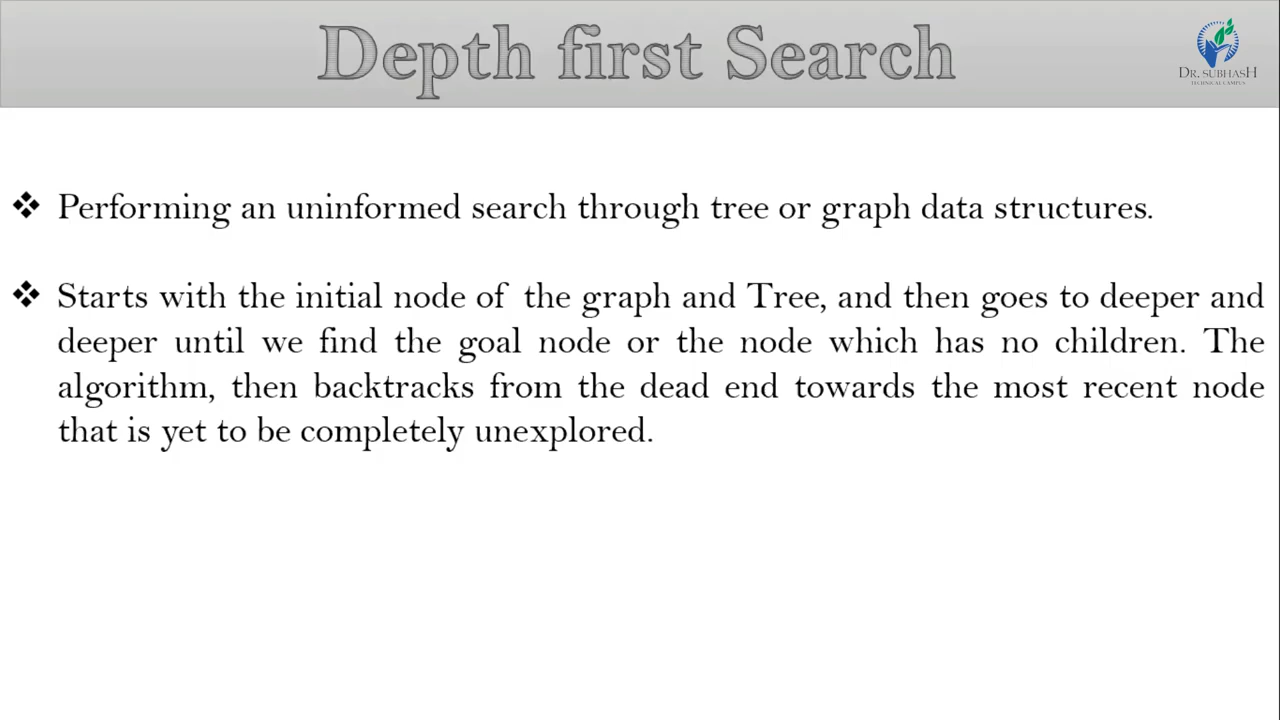 Depth first Search
DR. SUBHASH
TECHNICAL CAMPUS
❖ Performing an uninformed search through tree or graph data structures.
❖ Starts with the initial node of the graph and Tree, and then goes to deeper and
deeper until we find the goal node or the node which has no children. The
algorithm, then backtracks from the dead end towards the most recent node
that is yet to be completely unexplored.